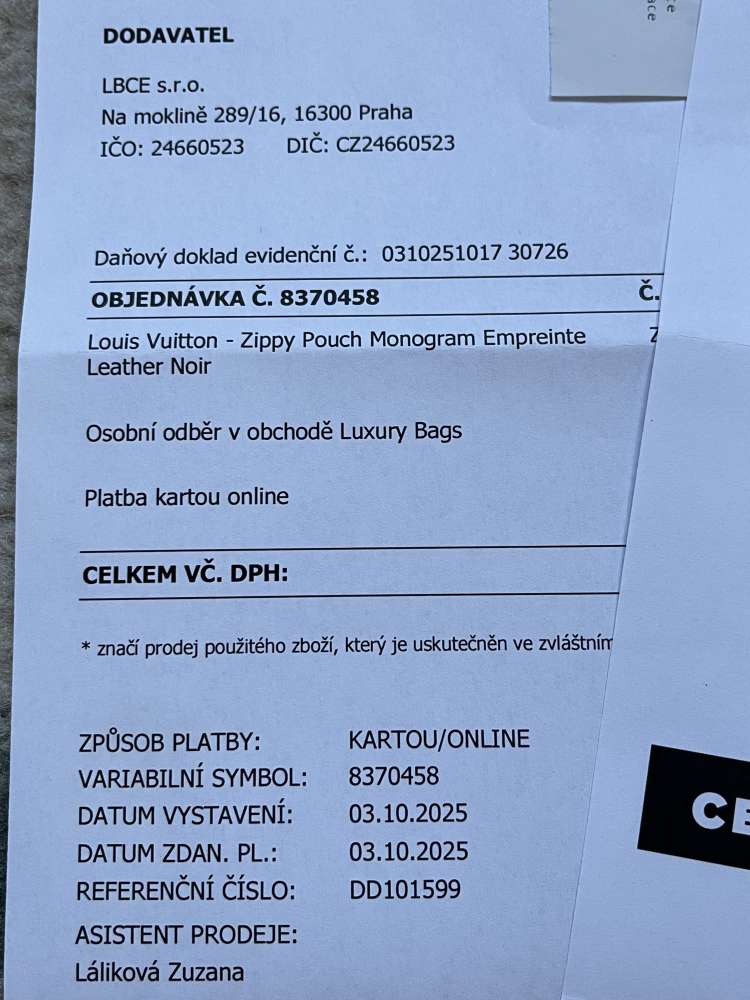 DODAVATEL
LBCE s.r.o.
Na moklině 289/16, 16300 Praha
IČO: 24660523 DIČ: CZ24660523
Daňový doklad evidenční č.: 0310251017 30726
OBJEDNÁVKA Č. 8370458 Č.
Louis Vuitton - Zippy Pouch Monogram Empreinte
Leather Noir
Osobní odběr v obchodě Luxury Bags
Platba kartou online
CELKEM VČ. DPH:
* značí prodej použitého zboží, který je uskutečněn ve zvláštním
ZPŮSOB PLATBY: KARTOU/ONLINE
VARIABILNÍ SYMBOL: 8370458
DATUM VYSTAVENÍ: 03.10.2025
DATUM ZDAN. PL.: 03.10.2025
REFERENČNÍ ČÍSLO: DD101599
ASISTENT PRODEJE:
Láliková Zuzana